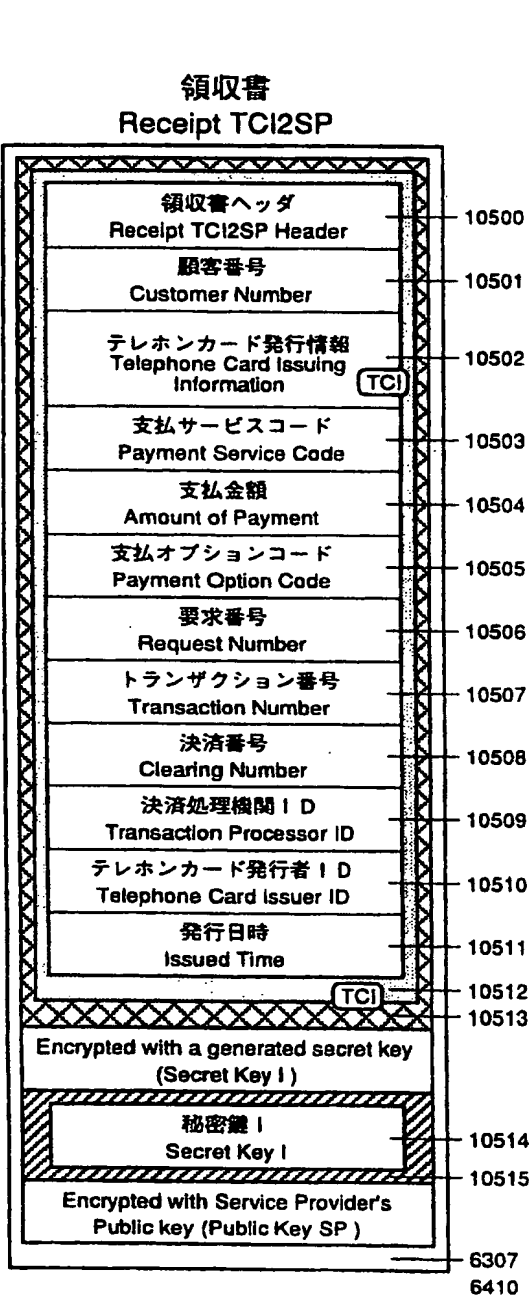 領収書
Receipt TCI2SP
領収書ヘッダ
Receipt TCI2SP Header
10500
顧客番号
Customer Number
10501
テレホンカード発行情報
Telephone Card Issuing
Information
TCI
10502
支払サービスコード
Payment Service Code
10503
支払金額
Amount of Payment
10504
支払オプションコード
Payment Option Code
10505
要求番号
Request Number
10506
トランザクション番号
Transaction Number
10507
決済番号
Clearing Number
10508
決済処理機関ID
Transaction Processor ID
10509
テレホンカード発行者ID
Telephone Card Issuer ID
10510
発行日時
Issued Time
10511
TCI
10512
10513
Encrypted with a generated secret key
(Secret Key I)
秘密鍵I
Secret Key I
10514
10515
Encrypted with Service Provider's
Public key (Public Key SP)
6307
6410